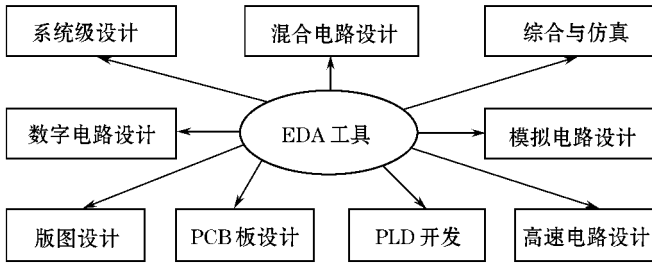 系统级设计
混合电路设计
综合与仿真
数字电路设计
EDA 工具
模拟电路设计
版图设计
PCB 板设计
PLD 开发
高速电路设计